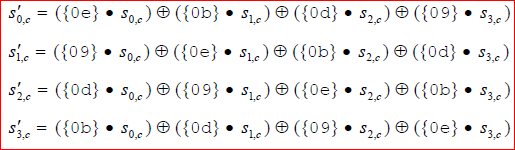 s′0,c = ({0e} • s0,c) ⊕ ({0b} • s1,c) ⊕ ({0d} • s2,c) ⊕ ({09} • s3,c)
s′1,c = ({09} • s0,c) ⊕ ({0e} • s1,c) ⊕ ({0b} • s2,c) ⊕ ({0d} • s3,c)
s′2,c = ({0d} • s0,c) ⊕ ({09} • s1,c) ⊕ ({0e} • s2,c) ⊕ ({0b} • s3,c)
s′3,c = ({0b} • s0,c) ⊕ ({0d} • s1,c) ⊕ ({09} • s2,c) ⊕ ({0e} • s3,c)